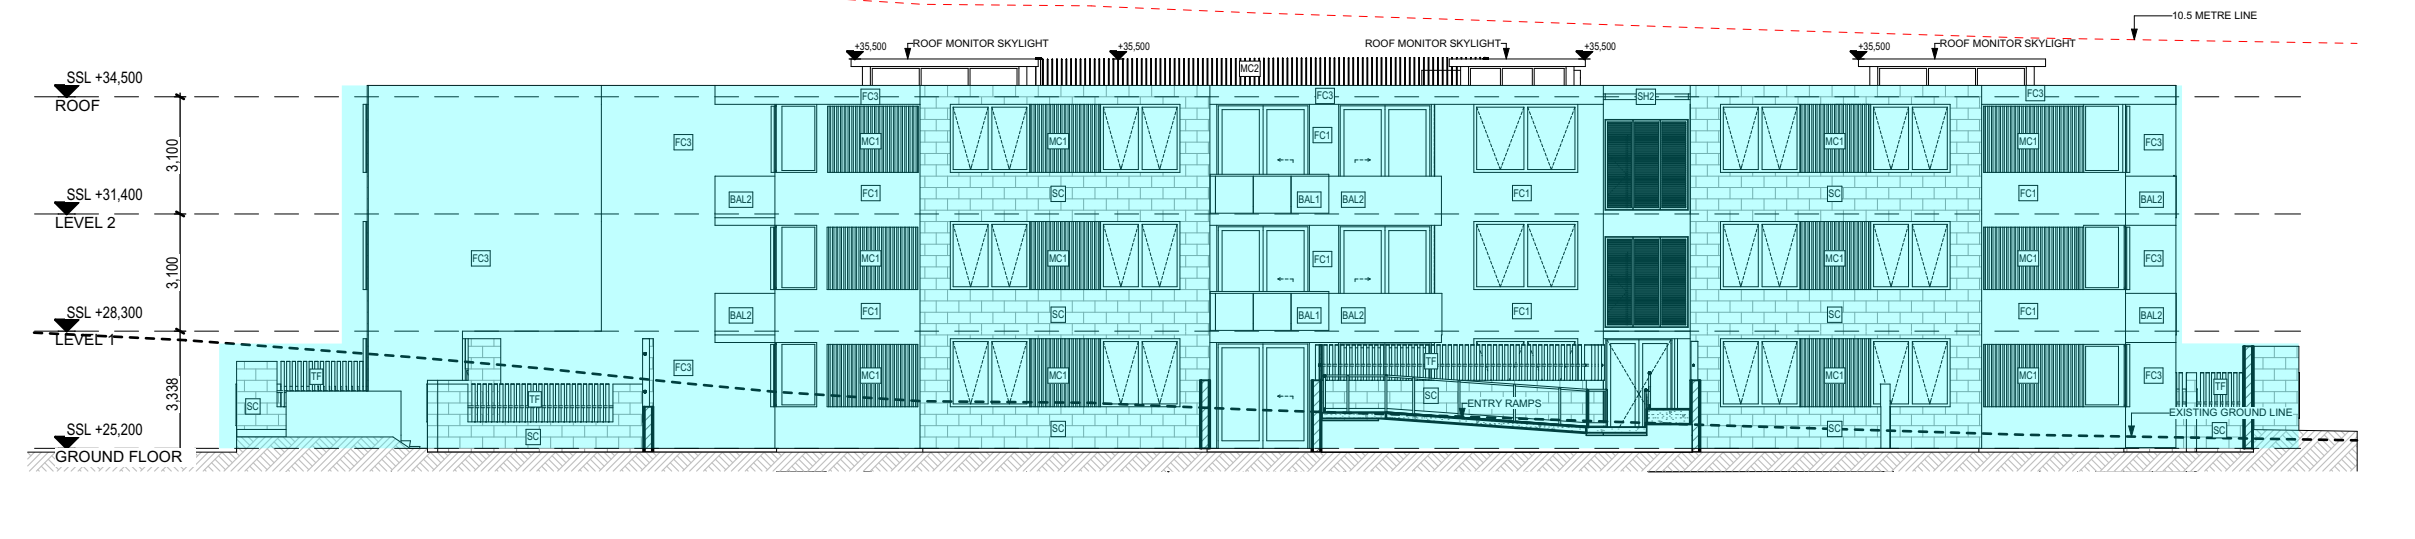 10.5 METRE LINE
+35,500 ROOF MONITOR SKYLIGHT +35,500 ROOF MONITOR SKYLIGHT +35,500 +35,500 ROOF MONITOR SKYLIGHT
MC2
SSL +34,500
ROOF
FC3 FC3 SH2 FC3
3,100
FC3 MC1 MC1 FC1 MC1 MC1 FC3
SSL +31,400
LEVEL 2
BAL2 FC1 SC BAL1 BAL2 FC1 SC FC1 BAL2
3,100
FC3 MC1 MC1 FC1 MC1 MC1 FC3
SSL +28,300
LEVEL 1
BAL2 FC1 SC BAL1 BAL2 FC1 SC FC1 BAL2
3,338
TF FC3 MC1 MC1 TF MC1 MC1 FC3 TF
SC TF SC
ENTRY RAMPS
EXISTING GROUND LINE
SSL +25,200
GROUND FLOOR
SC SC SC SC